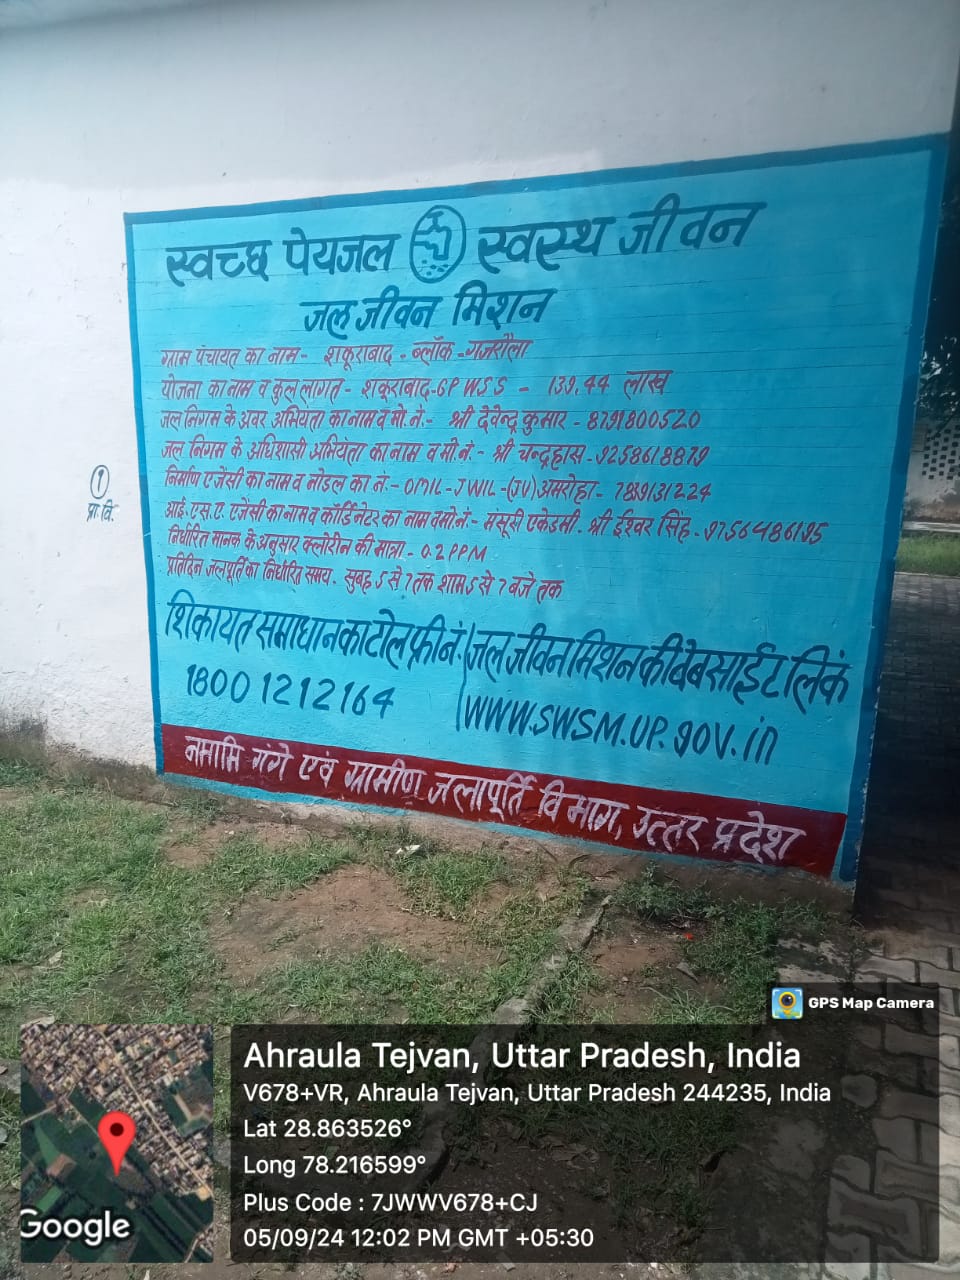 स्वच्छ पेयजल स्वस्थ जीवन
जल जीवन मिशन
ग्राम पंचायत का नाम - शकूराबाद - ब्लॉक - गजरौला
योजना का नाम व कुल लागत - शकूराबाद-GP WSS - 139.44 लाख
जल निगम के अवर अभियंता का नाम व मो.नं.- श्री देवेन्द्र कुमार - 8791800520
जल निगम के अधिशासी अभियंता का नाम व मो.नं.- श्री चन्द्रहास - 9258618879
निर्माण एजेंसी का नाम व नोडल का नं.- OMIL-JWIL-(JV) अमरोहा - 7839131224
आई.एस.ए. एजेंसी का नाम व कोर्डिनेटर का नाम व मो.नं.- मंसूरी एकेडमी. श्री ईश्वर सिंह - 9756486195
निर्धारित मानक के अनुसार क्लोरीन की मात्रा - 0.2 PPM
प्रतिदिन जलपूर्ति का निर्धारित समय - सुबह 5 से 7 तक शाम 5 से 7 बजे तक
शिकायत समाधान का टोल फ्री नं.
1800 1212164
जल जीवन मिशन की वेबसाईट लिंक
WWW.SWSM.UP.gov.in
नमामि गंगे एवं ग्रामीण जलापूर्ति विभाग, उत्तर प्रदेश
1
प्रा.वि.
GPS Map Camera
Ahraula Tejvan, Uttar Pradesh, India
V678+VR, Ahraula Tejvan, Uttar Pradesh 244235, India
Lat 28.863526°
Long 78.216599°
Plus Code : 7JWWV678+CJ
05/09/24 12:02 PM GMT +05:30
Google